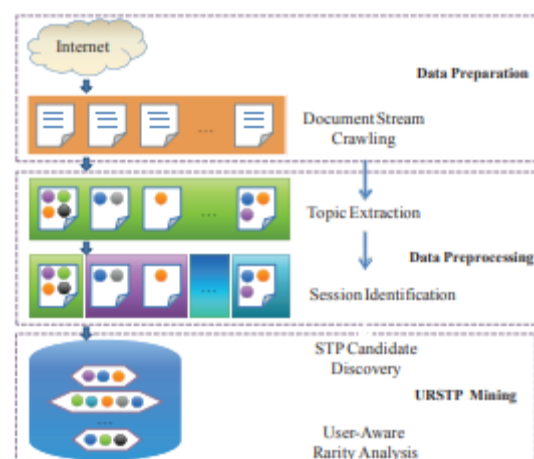 Internet
Data Preparation
Document Stream
Crawling
...
Topic Extraction
...
Data Preprocessing
...
Session Identification
STP Candidate
Discovery
URSTP Mining
...
User-Aware
Rarity Analysis